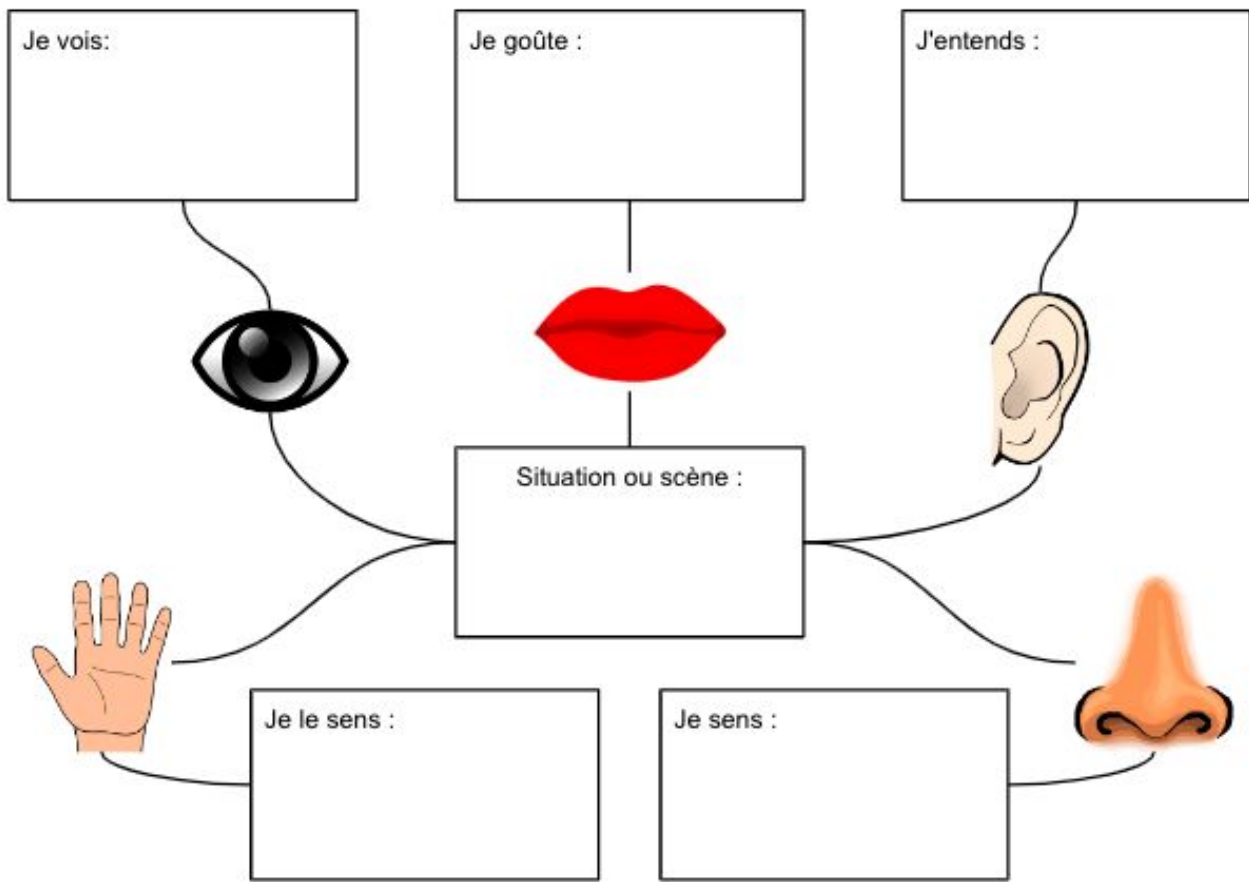 Je vois:
Je goûte :
J'entends :
Situation ou scène :
Je le sens :
Je sens :